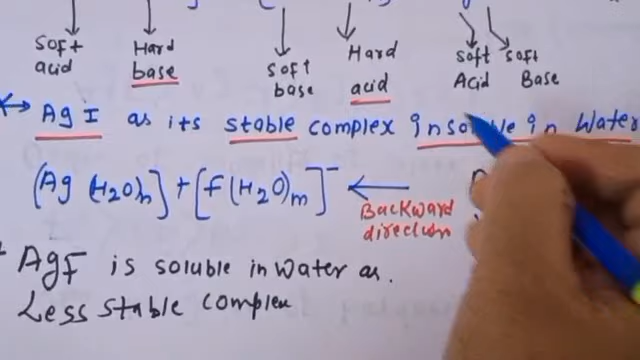 Soft Hard Hard Soft Soft
acid base Soft base acid Acid Base
AgI as its stable complex insoluble in water
(Ag(H2O)n] + [F(H2O)m]⁻ ←
Backward
direction
AgF is soluble in water as.
Less stable complex